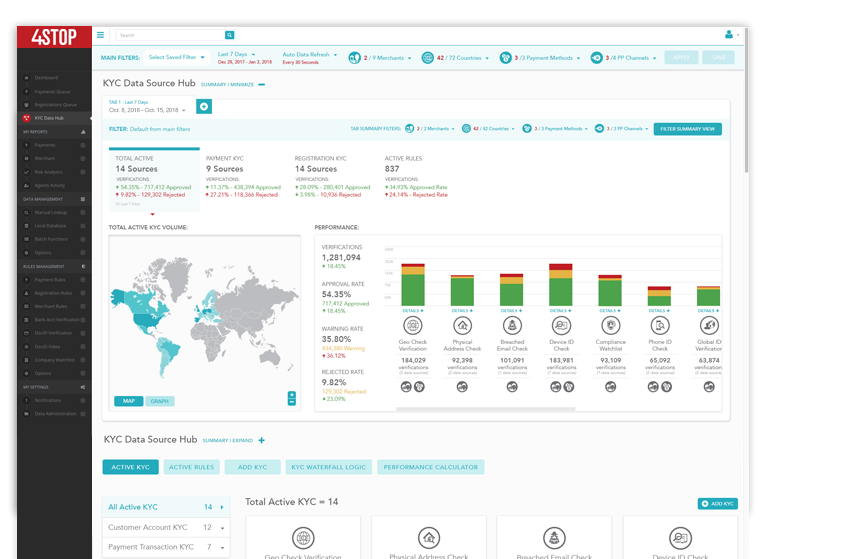 4STOP
Search
MAIN FILTERS:
Select Saved Filter
Last 7 Days
Dec 28, 2017 - Jan 2, 2018
Auto Data Refresh
Every 30 Seconds
2 / 9 Merchants
42 / 72 Countries
3 /3 Payment Methods
3 /4 PP Channels
APPLY
SAVE
Dashboard
Payments Queue
Registrations Queue
KYC Data Hub
MY REPORTS
Payments
Merchant
Risk Analytics
Agents Activity
DATA MANAGEMENT
Manual Lookup
Local Database
Batch Functions
Options
RULES MANAGEMENT
Payment Rules
Registration Rules
Merchant Rules
Bank Acct Verification
DocID Verification
DocID Video
Company Watchlist
Options
MY SETTINGS
Notifications
Data Administration
KYC Data Source Hub
SUMMARY / MINIMIZE
TAB 1 - Last 7 Days
Oct. 8, 2018 - Oct. 15, 2018
FILTER: Default from main filters
TAB SUMMARY FILTERS:
2 / 2 Merchants
42 / 42 Countries
3 / 3 Payment Methods
3 / 3 PP Channels
FILTER SUMMARY VIEW
TOTAL ACTIVE
14 Sources
VERIFICATIONS:
54.35% - 717,412 Approved
9.82% - 129,302 Rejected
PAYMENT KYC
9 Sources
VERIFICATIONS:
11.37% - 438,394 Approved
27.21% - 118,366 Rejected
REGISTRATION KYC
14 Sources
VERIFICATIONS:
28.09% - 280,401 Approved
3.98% - 10,936 Rejected
ACTIVE RULES
837
VERIFICATIONS:
34.93% Approved Rate
24.14% - Rejected Rate
TOTAL ACTIVE KYC VOLUME:
MAP
GRAPH
PERFORMANCE:
VERIFICATIONS
1,281,094
18.45%
APPROVAL RATE
54.35%
717,412 Approved
18.45%
WARNING RATE
35.80%
434,380 Warning
36.12%
REJECTED RATE
9.82%
129,302 Rejected
23.09%
DETAILS + DETAILS + DETAILS + DETAILS + DETAILS + DETAILS + DETAILS +
Geo Check Verification
184,029
verifications
Physical Address Check
92,398
verifications
Breached Email Check
101,091
verifications
Device ID Check
183,981
verifications
Compliance Watchlist
93,109
verifications
Phone ID Check
65,092
verifications
Global ID Verification
63,874
verifications
KYC Data Source Hub
SUMMARY / EXPAND
ACTIVE KYC
ACTIVE RULES
ADD KYC
KYC WATERFALL LOGIC
PERFORMANCE CALCULATOR
All Active KYC 14
Customer Account KYC 12
Payment Transaction KYC 7
Total Active KYC = 14
ADD KYC
Geo Check Verification
Physical Address Check
Breached Email Check
Device ID Check